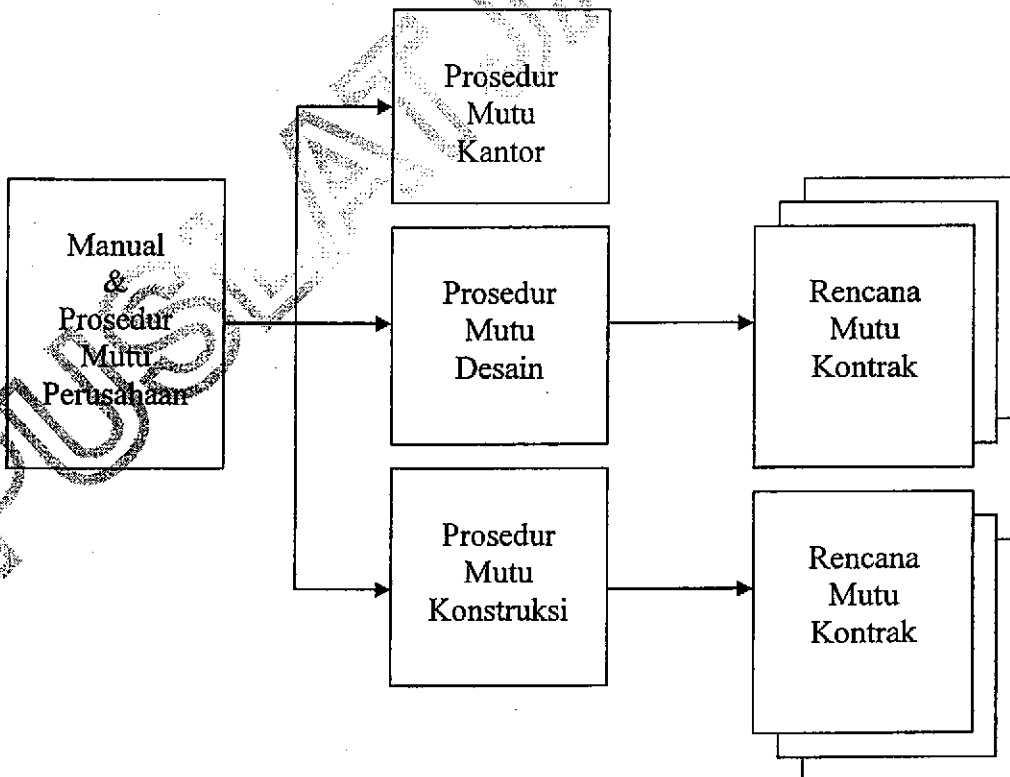 Prosedur
Mutu
Kantor
Manual
&
Prosedur
Mutu
Perusahaan
Prosedur
Mutu
Desain
Rencana
Mutu
Kontrak
Prosedur
Mutu
Konstruksi
Rencana
Mutu
Kontrak